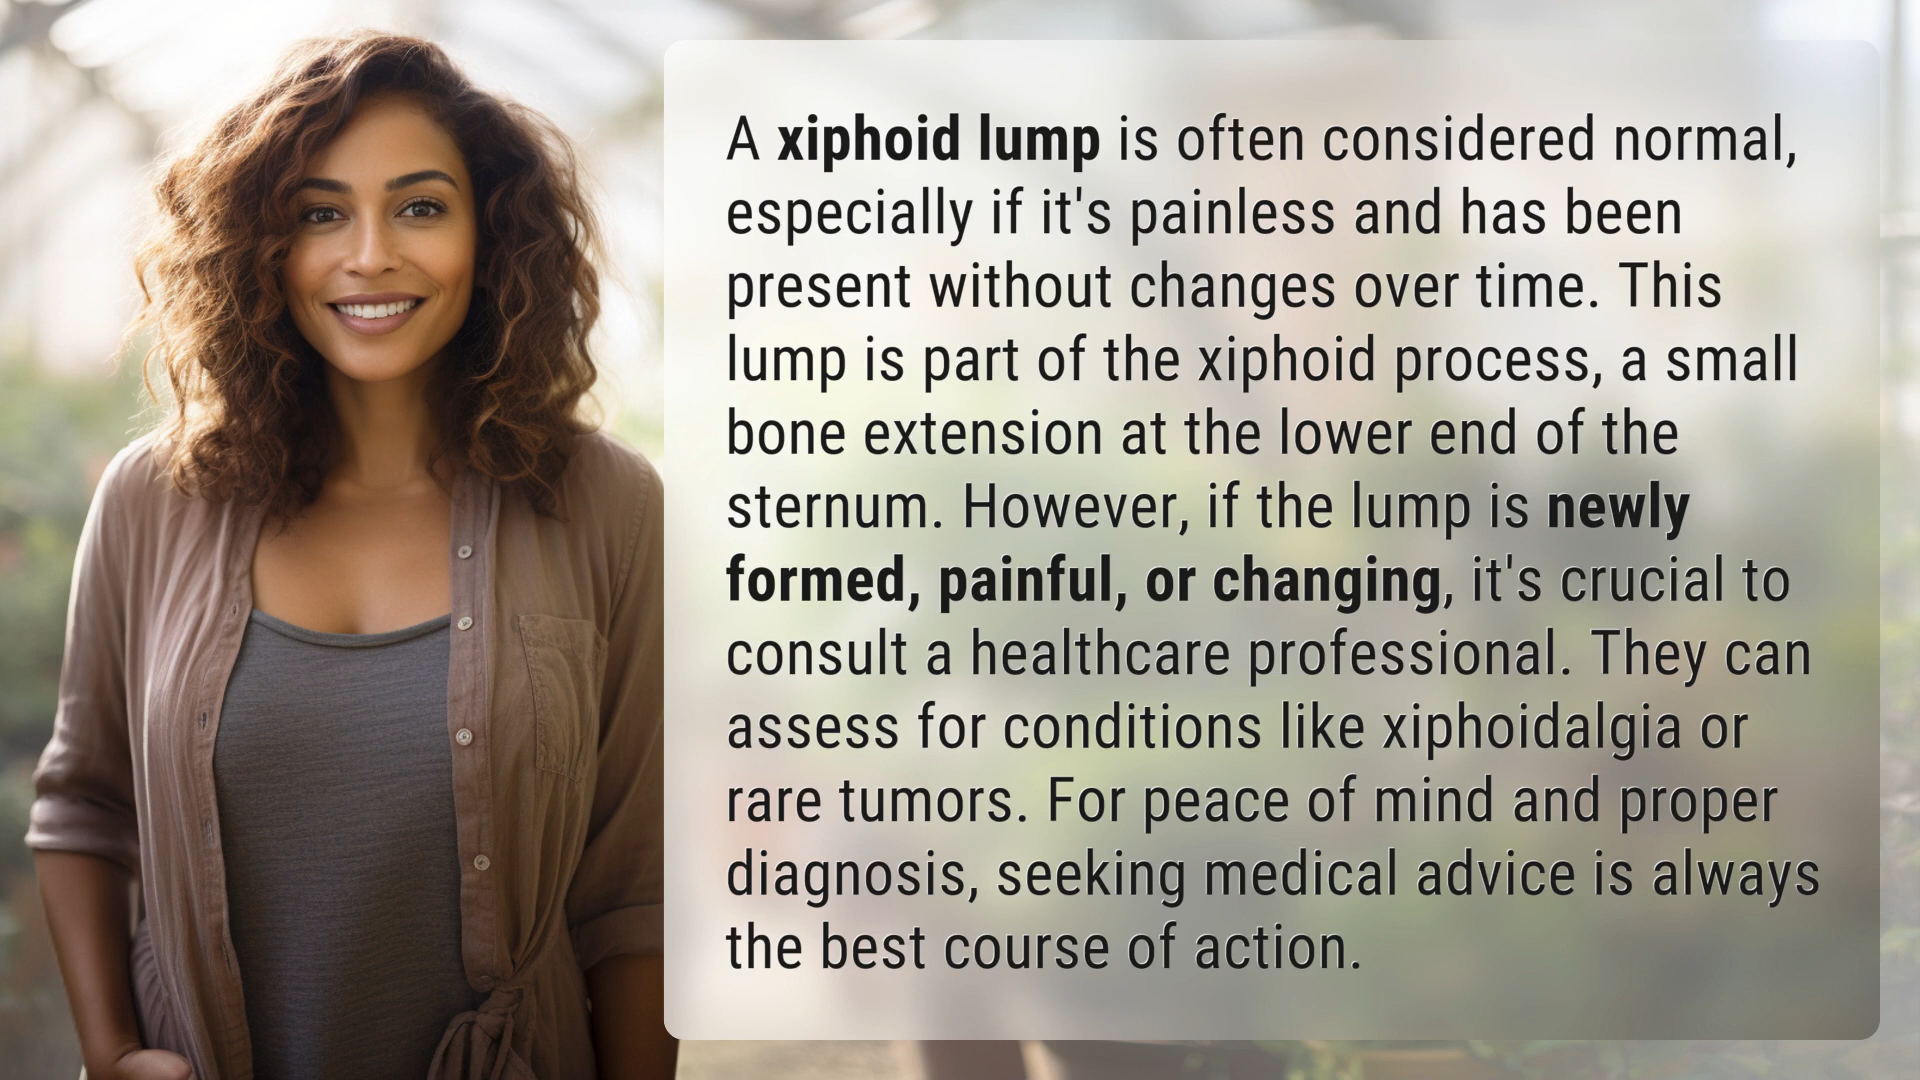 A xiphoid lump is often considered normal,
especially if it's painless and has been
present without changes over time. This
lump is part of the xiphoid process, a small
bone extension at the lower end of the
sternum. However, if the lump is newly
formed, painful, or changing, it's crucial to
consult a healthcare professional. They can
assess for conditions like xiphoidalgia or
rare tumors. For peace of mind and proper
diagnosis, seeking medical advice is always
the best course of action.